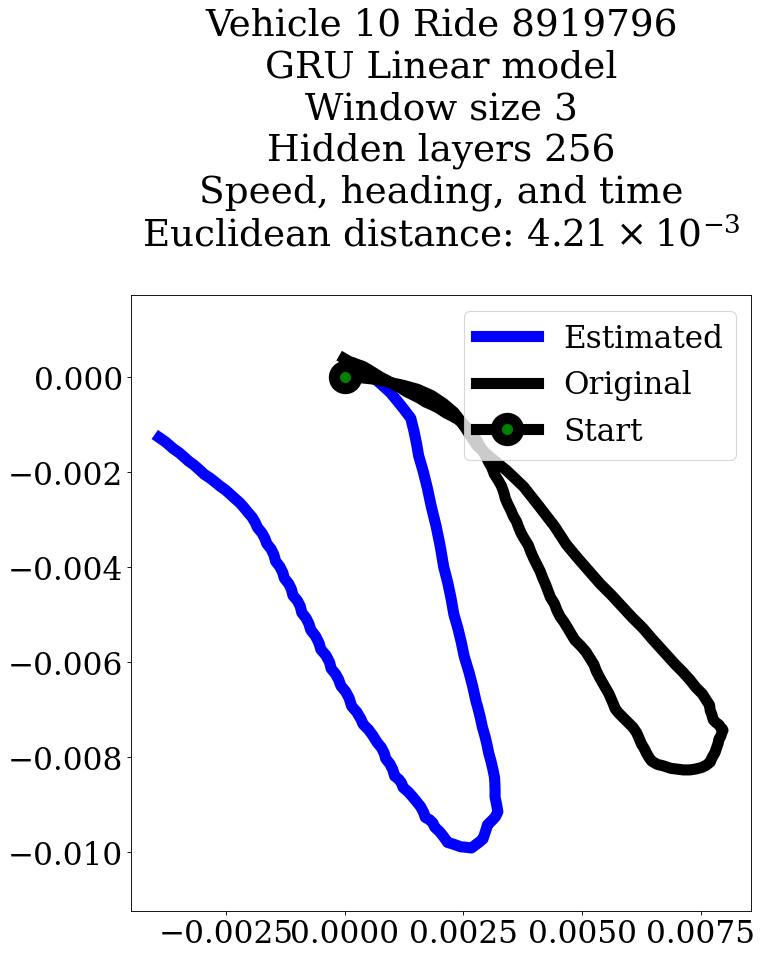 Vehicle 10 Ride 8919796
GRU Linear model
Window size 3
Hidden layers 256
Speed, heading, and time
Euclidean distance: 4.21 × 10⁻³
Estimated
Original
Start
0.000
−0.002
−0.004
−0.006
−0.008
−0.010
−0.0025 0.0000 0.0025 0.0050 0.0075